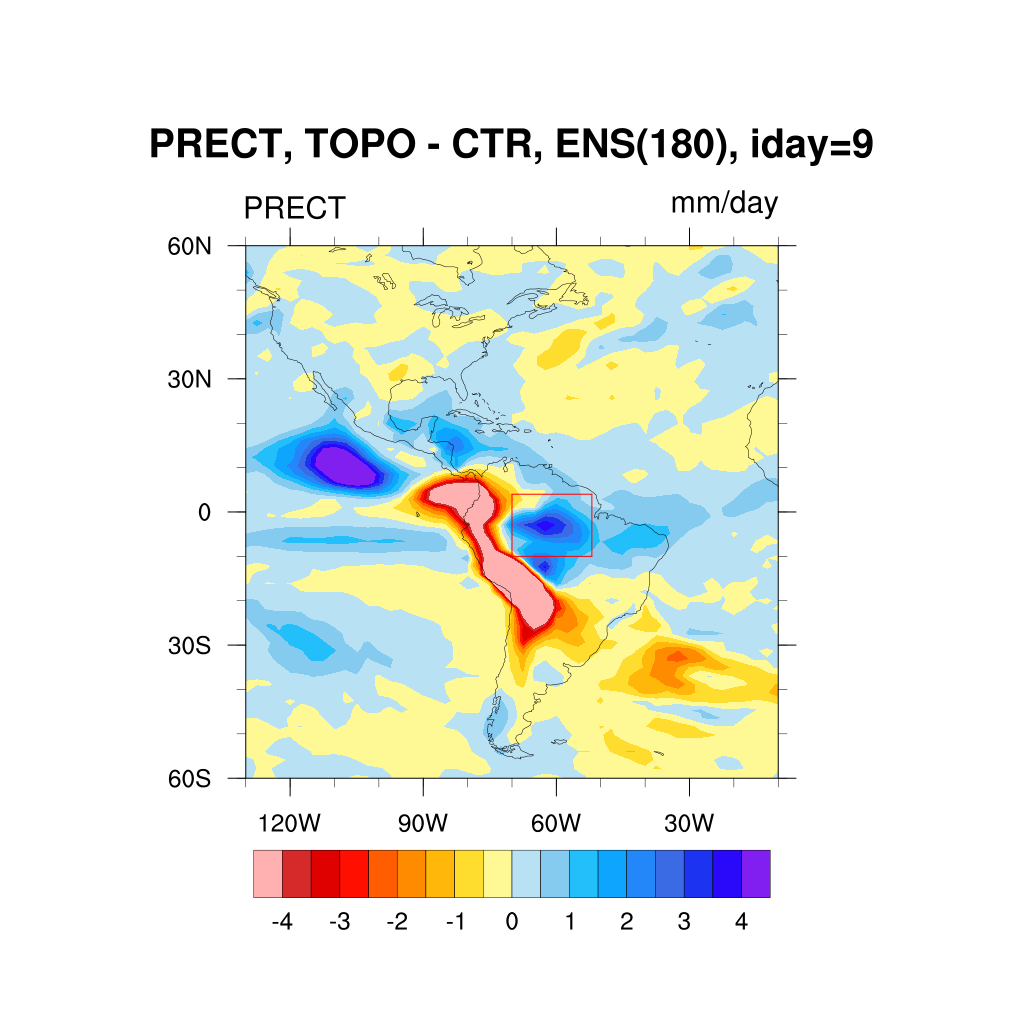 PRECT, TOPO - CTR, ENS(180), iday=9
PRECT mm/day
60N
30N
0
30S
60S
120W 90W 60W 30W
-4 -3 -2 -1 0 1 2 3 4